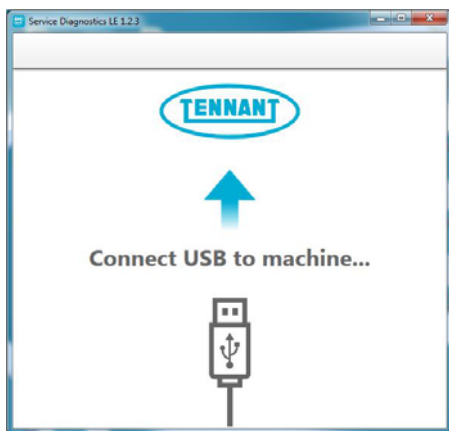 Service Diagnostics LE 1.2.3
TENNANT
Connect USB to machine...